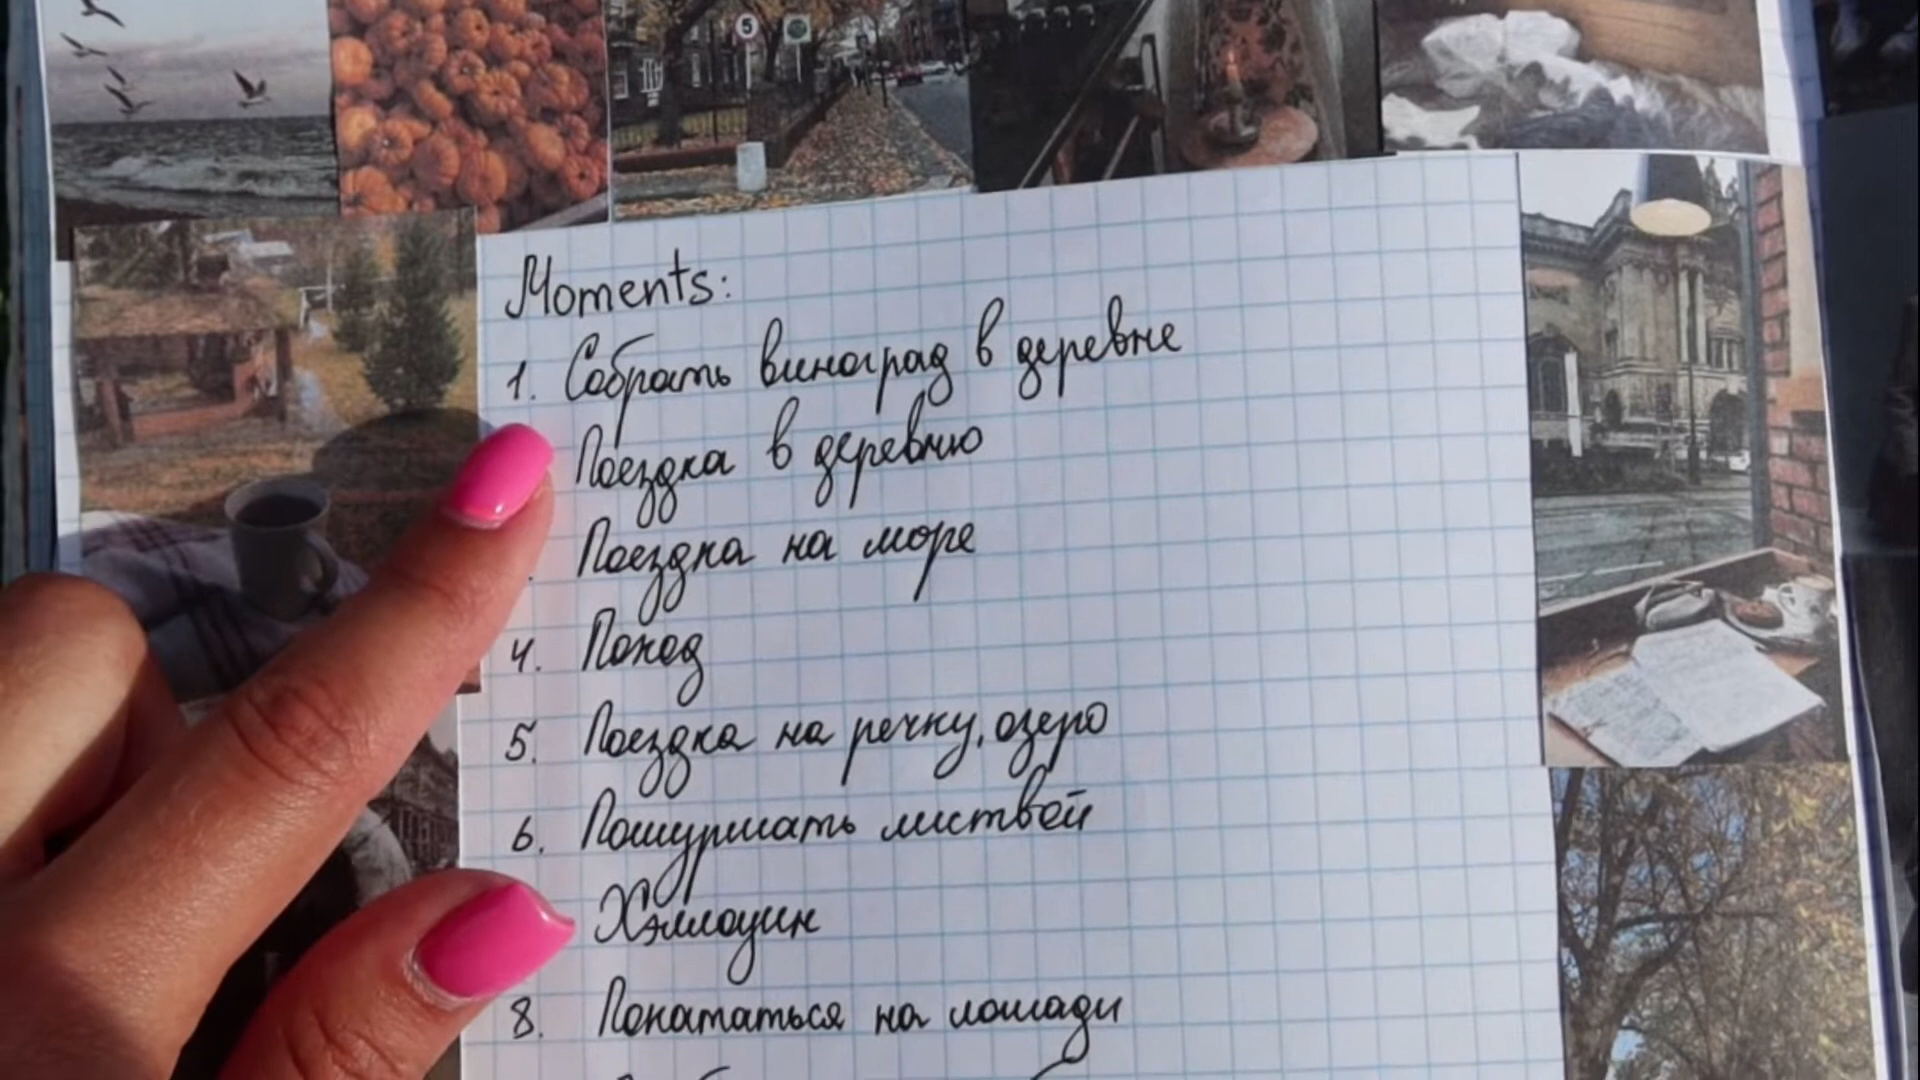 5
Moments:
1. Собрать виноград в деревне
Поездка в деревню
. Поездка на море
4. Поход
5. Поездка на речку, озеро
6. Пошуршать листвой
Хэллоуин
8. Покататься на лошади